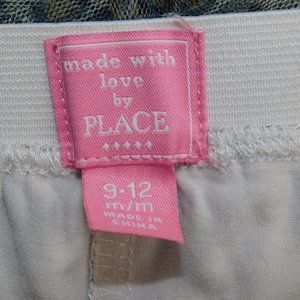 made with
love
by
PLACE
9-12
m/m
MADE IN
CHINA